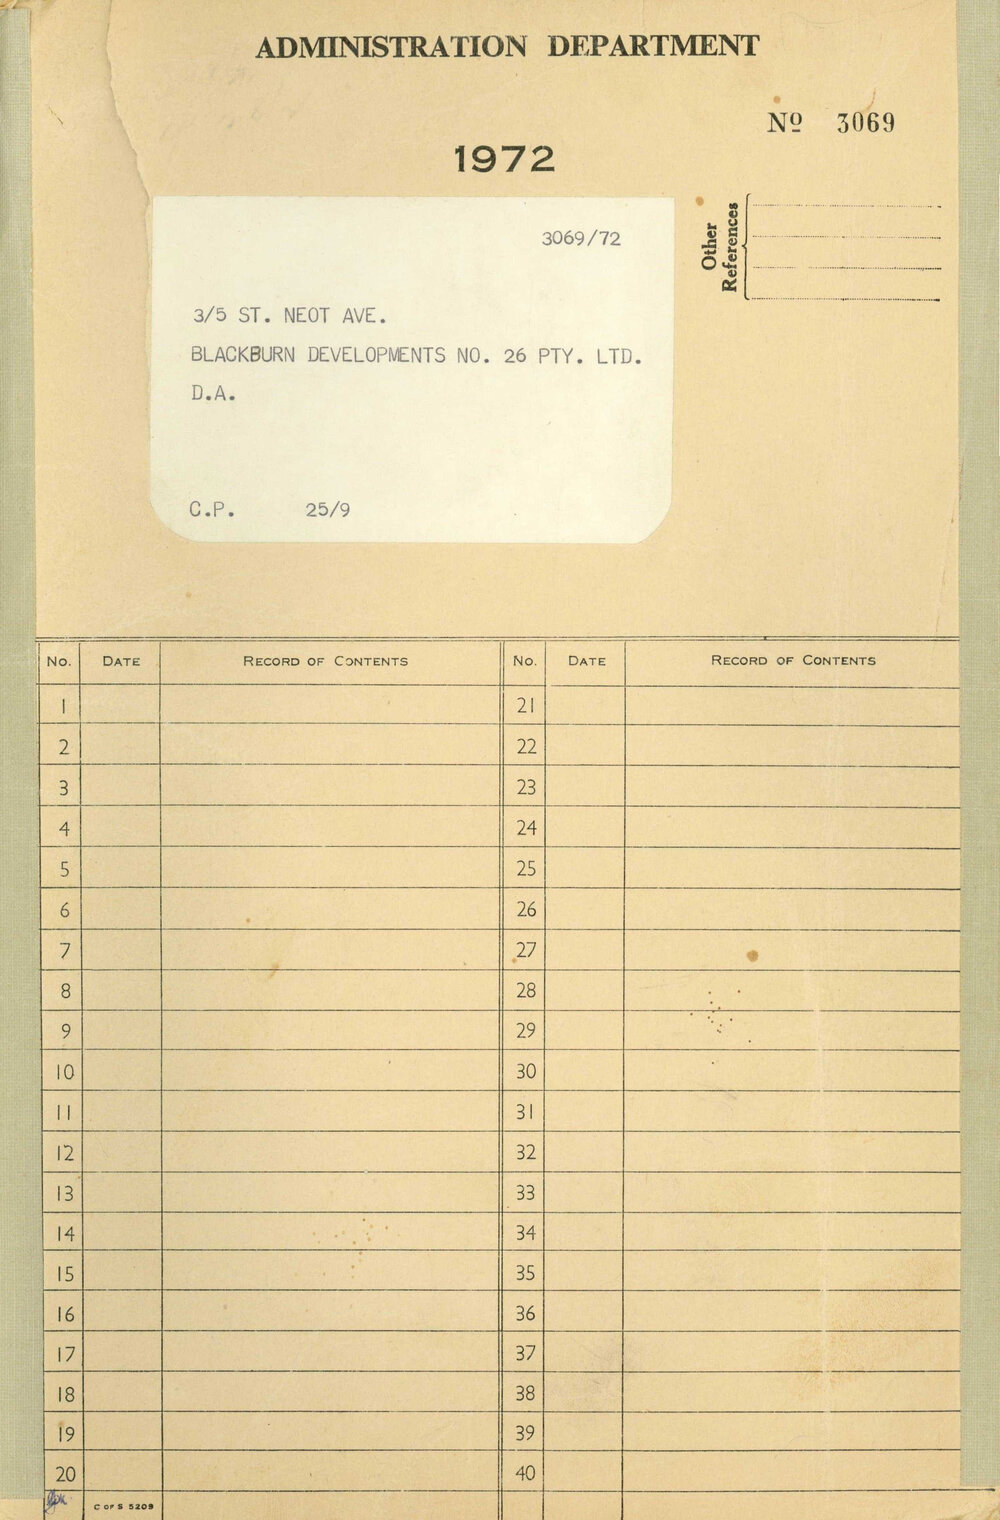 ADMINISTRATION DEPARTMENT
Nº 3069
1972
Other
References
3069/72
3/5 ST. NEOT AVE.
BLACKBURN DEVELOPMENTS NO. 26 PTY. LTD.
D.A.
C.P. 25/9
No. DATE RECORD OF CONTENTS No. DATE RECORD OF CONTENTS
1 21
2 22
3 23
4 24
5 25
6 26
7 27
8 28
9 29
10 30
11 31
12 32
13 33
14 34
15 35
16 36
17 37
18 38
19 39
20 40
C OF S 5209